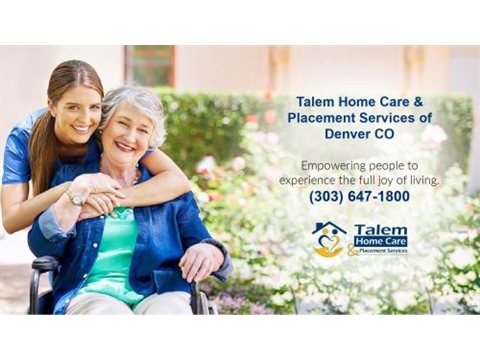 Talem Home Care &
Placement Services of
Denver CO
Empowering people to
experience the full joy of living.
(303) 647-1800
Talem
Home Care
& Placement Services